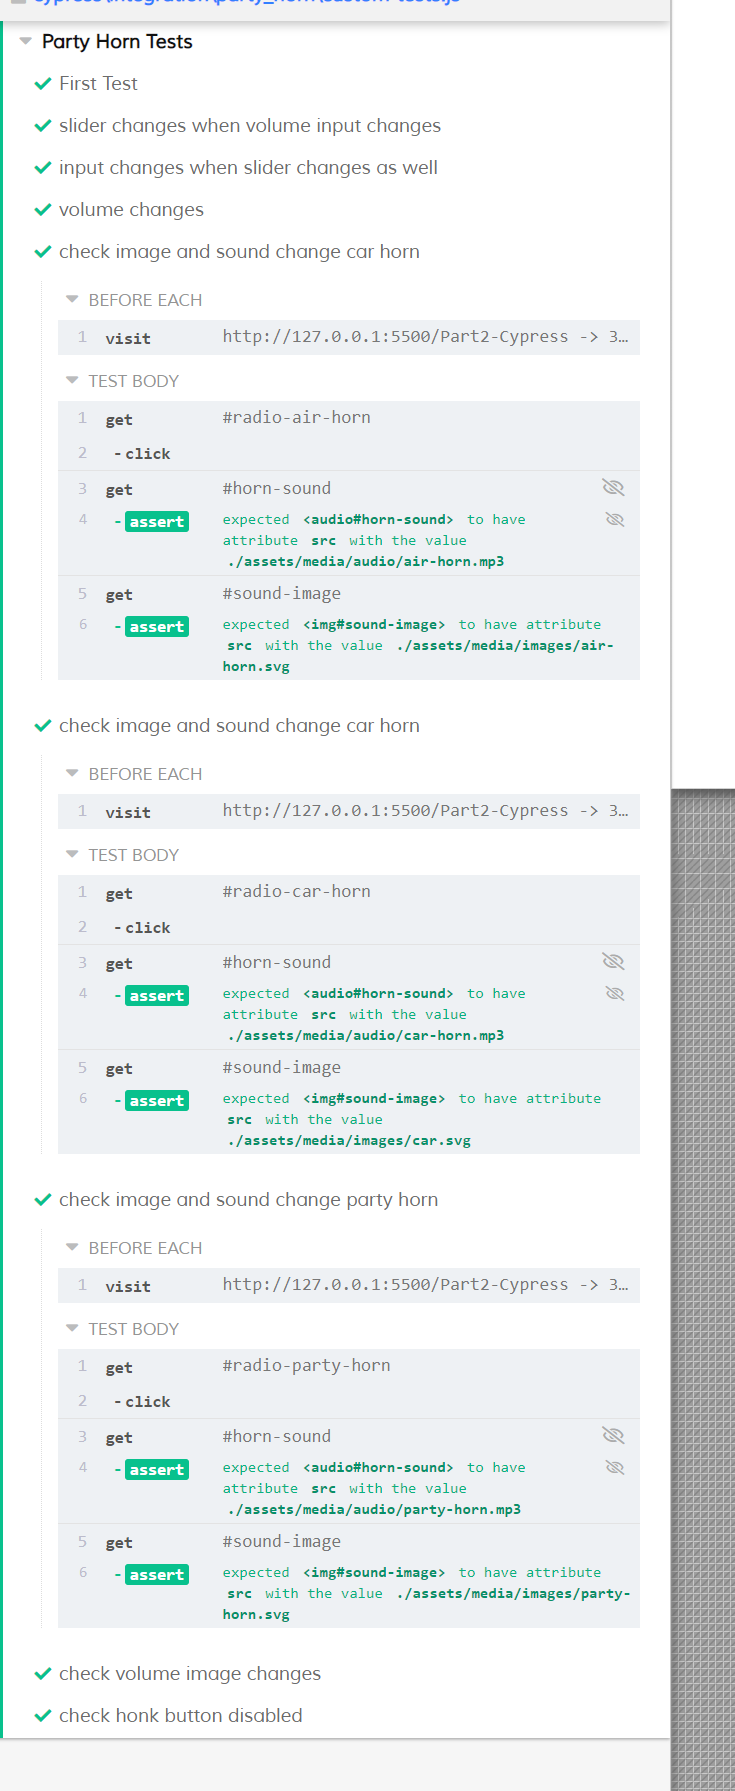 Party Horn Tests
First Test
slider changes when volume input changes
input changes when slider changes as well
volume changes
check image and sound change car horn
BEFORE EACH
1 visit http://127.0.0.1:5500/Part2-Cypress -> 3…
TEST BODY
1 get #radio-air-horn
2 -click
3 get #horn-sound
4 -assert expected <audio#horn-sound> to have
attribute src with the value
./assets/media/audio/air-horn.mp3
5 get #sound-image
6 -assert expected <img#sound-image> to have attribute
src with the value ./assets/media/images/air-
horn.svg
check image and sound change car horn
BEFORE EACH
1 visit http://127.0.0.1:5500/Part2-Cypress -> 3…
TEST BODY
1 get #radio-car-horn
2 -click
3 get #horn-sound
4 -assert expected <audio#horn-sound> to have
attribute src with the value
./assets/media/audio/car-horn.mp3
5 get #sound-image
6 -assert expected <img#sound-image> to have attribute
src with the value
./assets/media/images/car.svg
check image and sound change party horn
BEFORE EACH
1 visit http://127.0.0.1:5500/Part2-Cypress -> 3…
TEST BODY
1 get #radio-party-horn
2 -click
3 get #horn-sound
4 -assert expected <audio#horn-sound> to have
attribute src with the value
./assets/media/audio/party-horn.mp3
5 get #sound-image
6 -assert expected <img#sound-image> to have attribute
src with the value ./assets/media/images/party-
horn.svg
check volume image changes
check honk button disabled